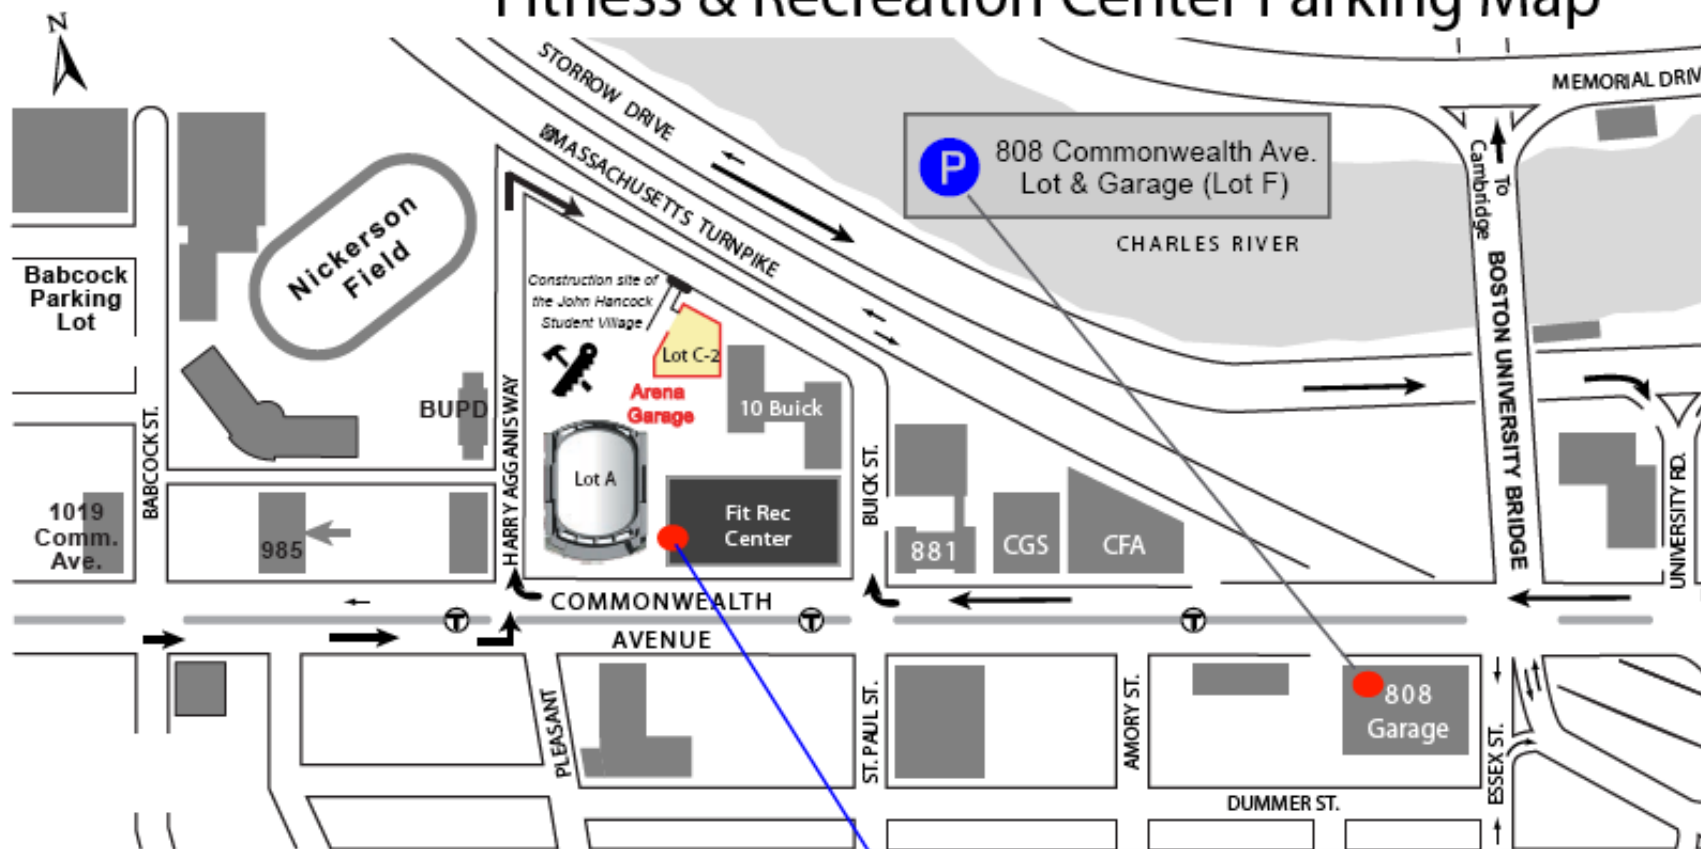 Fitness & Recreation Center Parking Map
N
STORROW DRIVE
MASSACHUSETTS TURNPIKE
MEMORIAL DRIV
P
808 Commonwealth Ave.
Lot & Garage (Lot F)
CHARLES RIVER
To
Cambridge
BOSTON UNIVERSITY BRIDGE
Nickerson
Field
Babcock
Parking
Lot
Construction site of
the John Hancock
Student Village
Lot C-2
Arena
Garage
10 Buick
BUPD
HARRY AGGANIS WAY
BABCOCK ST.
Lot A
Fit Rec
Center
BUICK ST.
881
CGS
CFA
UNIVERSITY RD.
1019
Comm.
Ave.
985
COMMONWEALTH
AVENUE
T
T
T
PLEASANT
ST. PAUL ST.
AMORY ST.
808
Garage
ESSEX ST.
DUMMER ST.